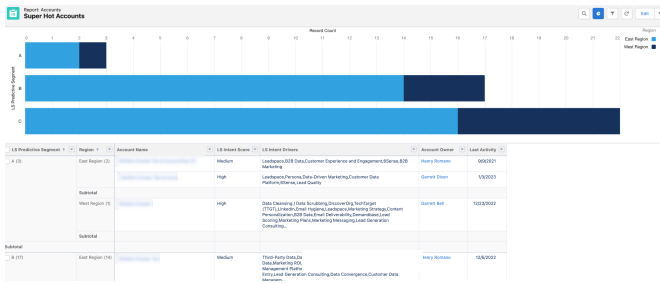 Report: Accounts
Super Hot Accounts
Edit
Record Count
Region
0 1 2 3 4 5 6 7 8 9 10 11 12 13 14 15 16 17 18 19 20 21 22
East Region
West Region
LS Predictive Segment
A
B
C
LS Predictive Segment Region Account Name LS Intent Score LS Intent Drivers Account Owner Last Activity
A (3) East Region (2) Medium Leadspace,B2B Data,Customer Experience and Engagement,6Sense,B2B Henry Romano 9/9/2021
Marketing
High Leadspace,Persona,Data-Driven Marketing,Customer Data Garrett Dixon 1/3/2023
Platform,6Sense,Lead Quality
Subtotal
West Region (1) High Data Cleansing / Data Scrubbing,DiscoverOrg,TechTarget Garrett Bell 12/23/2022
(TTGT),LinkedIn,Email Hygiene,Leadspace,Marketing Strategy,Content
Personalization,B2B Data,Email Deliverability,Demandbase,Lead
Scoring,Marketing Plans,Marketing Messaging,Lead Generation
Consulting...
Subtotal
Subtotal
B (17) East Region (14) Medium Third-Party Data,Da Henry Romano 12/5/2022
Data,Marketing ROI,
Management Platfor
Entry,Lead Generation Consulting,Data Convergence,Customer Data
Managem